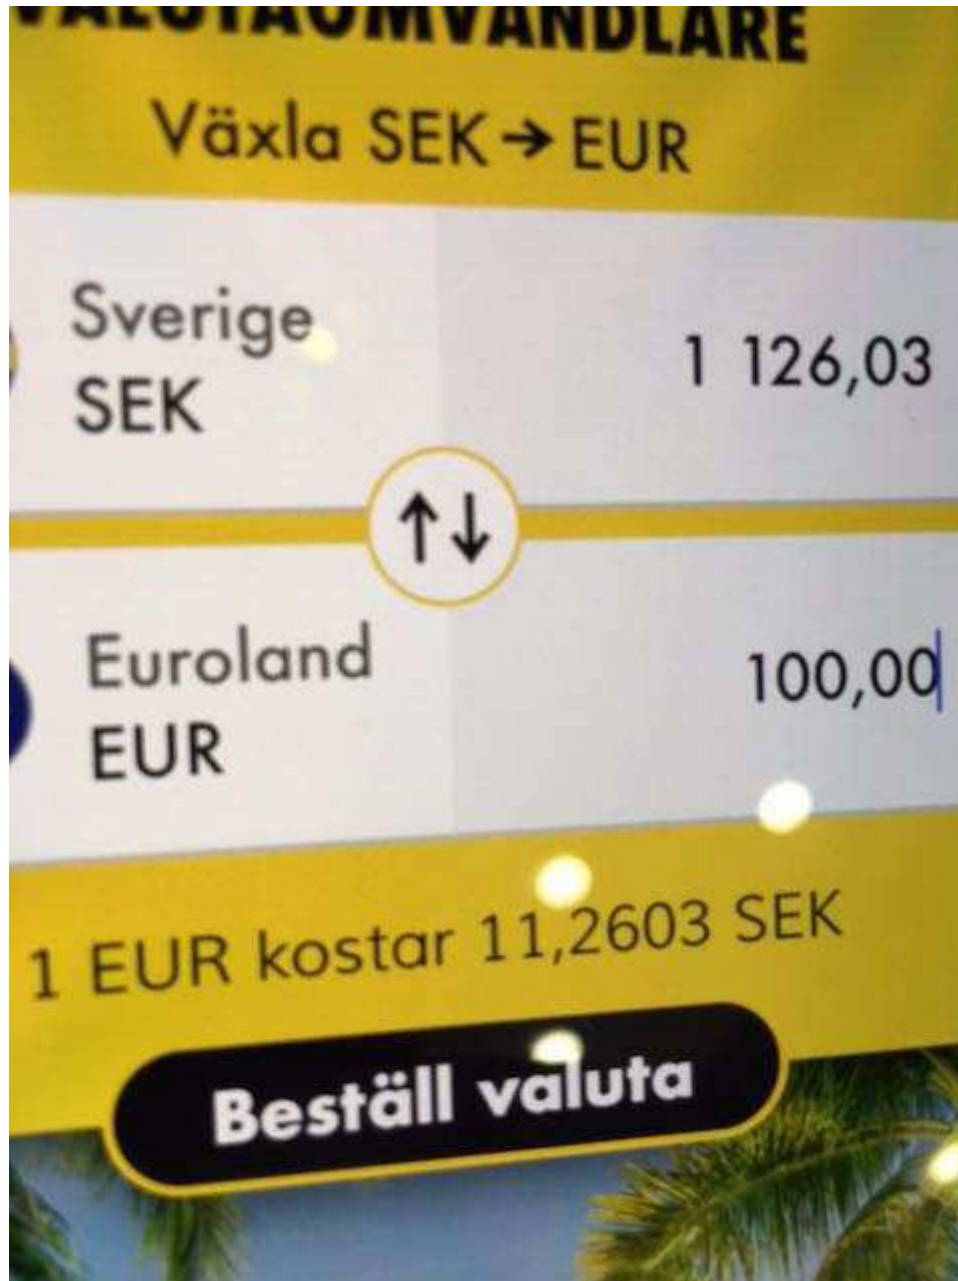 VALUTAOMVANDLARE
Växla SEK → EUR
Sverige
SEK
1 126,03
Euroland
EUR
100,00
1 EUR kostar 11,2603 SEK
Beställ valuta